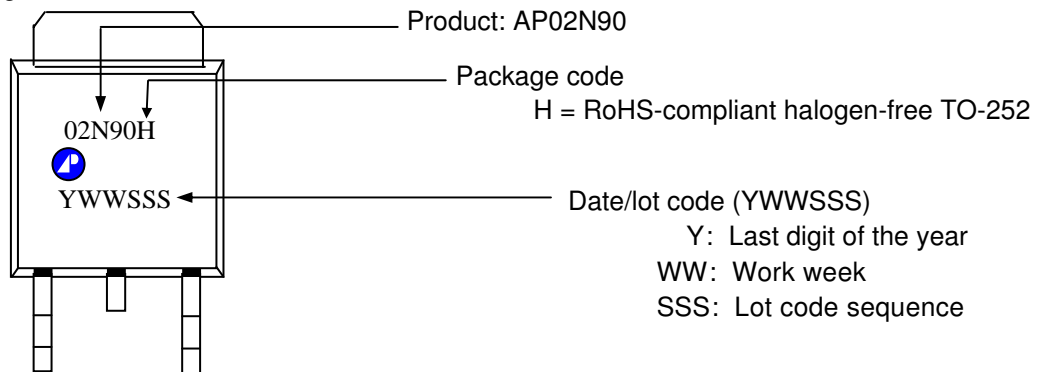 Product: AP02N90
Package code
H = RoHS-compliant halogen-free TO-252
02N90H
AP
YWWSSS
Date/lot code (YWWSSS)
Y: Last digit of the year
WW: Work week
SSS: Lot code sequence